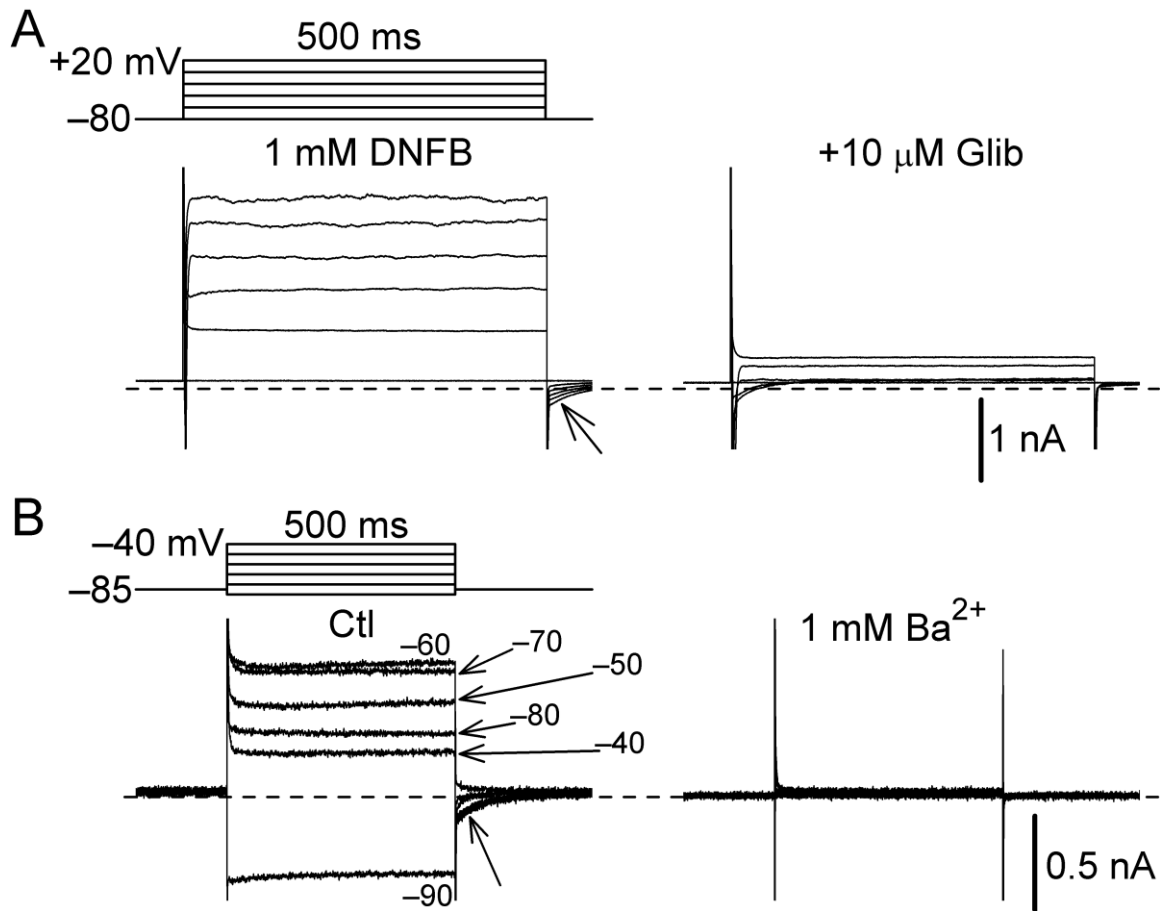 A
500 ms
+20 mV
–80
1 mM DNFB
+10 μM Glib
1 nA
B
500 ms
–40 mV
–85
Ctl
1 mM Ba²⁺
–60
–70
–50
–80
–40
–90
0.5 nA